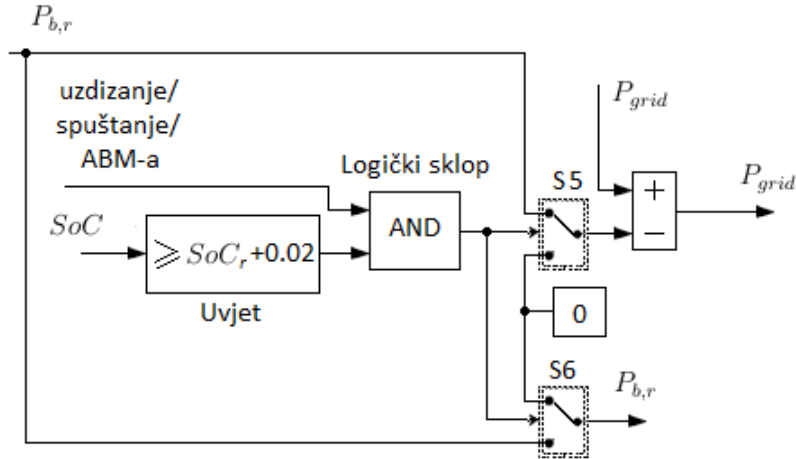 P_{b,r}
uzdizanje/
spuštanje/
ABM-a
Logički sklop
P_{grid}
S5
+
P_{grid}
SoC
AND
−
⩾ SoC_r+0.02
Uvjet
0
S6
P_{b,r}